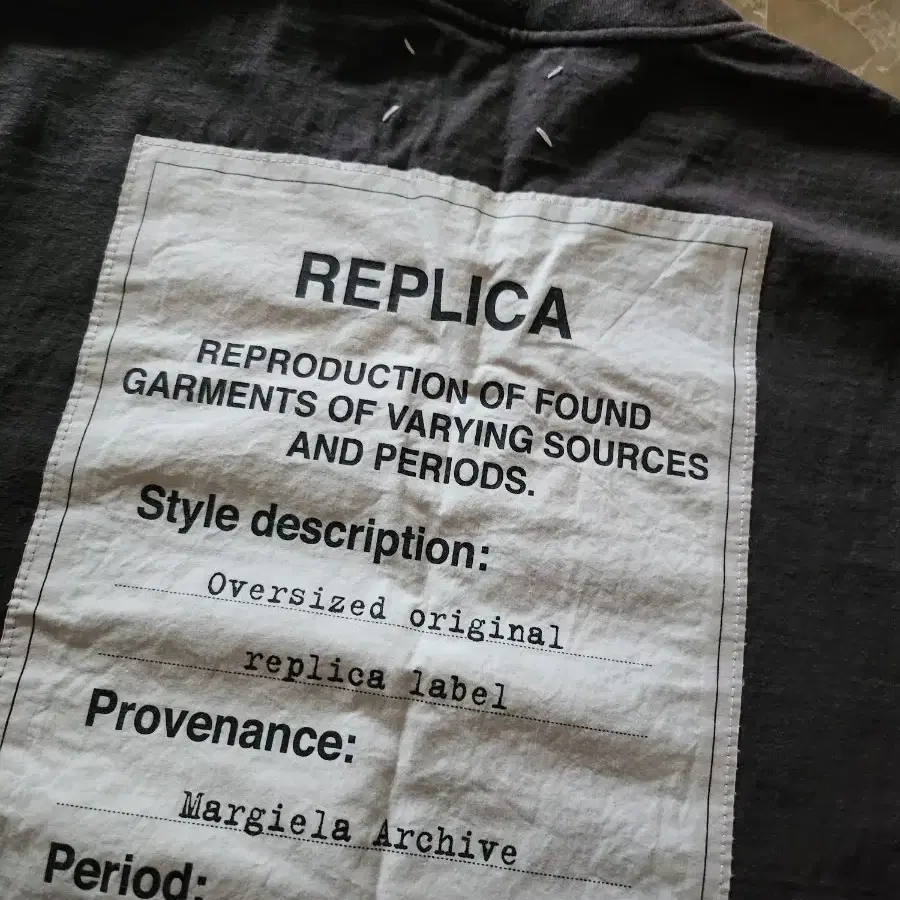 REPLICA
REPRODUCTION OF FOUND
GARMENTS OF VARYING SOURCES
AND PERIODS.
Style description:
Oversized original
replica label
Provenance:
Margiela Archive
Period: